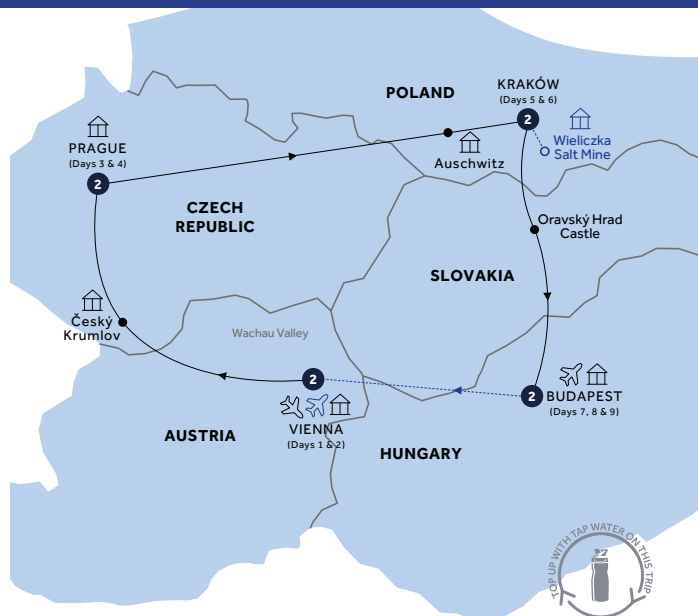 POLAND
KRAKÓW
(Days 5 & 6)
2
Wieliczka
Salt Mine
PRAGUE
(Days 3 & 4)
2
Auschwitz
CZECH
REPUBLIC
Oravský Hrad
Castle
SLOVAKIA
Český
Krumlov
Wachau Valley
2
VIENNA
(Days 1 & 2)
2
BUDAPEST
(Days 7, 8 & 9)
AUSTRIA
HUNGARY
TOP UP WITH TAP WATER ON THIS TRIP